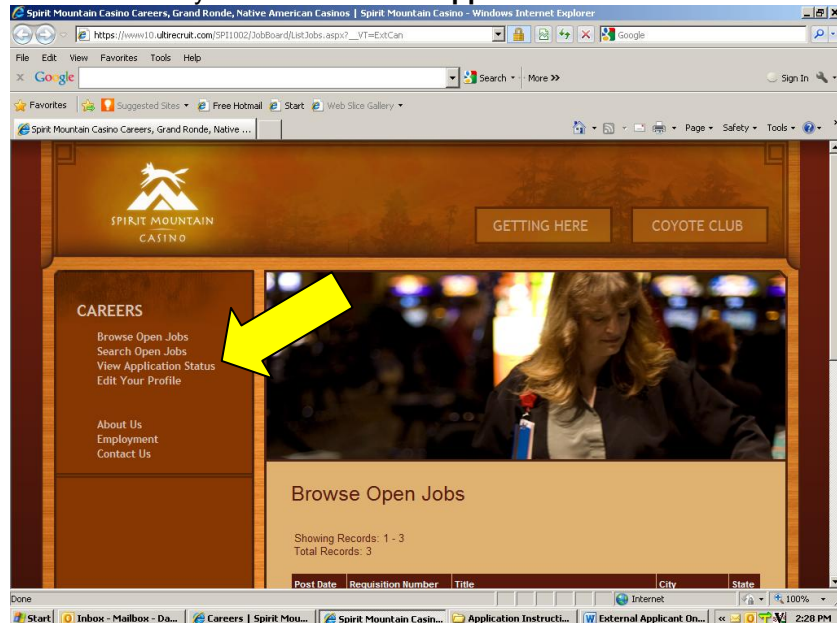 Spirit Mountain Casino Careers, Grand Ronde, Native American Casinos | Spirit Mountain Casino - Windows Internet Explorer
https://www10.ultirecruit.com/SPI1002/JobBoard/ListJobs.aspx?__VT=ExtCan
Google
File Edit View Favorites Tools Help
Google
Search
More >>
Sign In
Favorites
Suggested Sites
Free Hotmail
Start
Web Slice Gallery
Spirit Mountain Casino Careers, Grand Ronde, Native ...
Page
Safety
Tools
SPIRIT MOUNTAIN
CASINO
GETTING HERE
COYOTE CLUB
CAREERS
Browse Open Jobs
Search Open Jobs
View Application Status
Edit Your Profile
About Us
Employment
Contact Us
Browse Open Jobs
Showing Records: 1 - 3
Total Records: 3
Post Date Requisition Number Title City State
Done
Internet
100%
Start
Inbox - Mailbox - Da...
Careers | Spirit Mou...
Spirit Mountain Casin...
Application Instructi...
External Applicant On...
2:28 PM